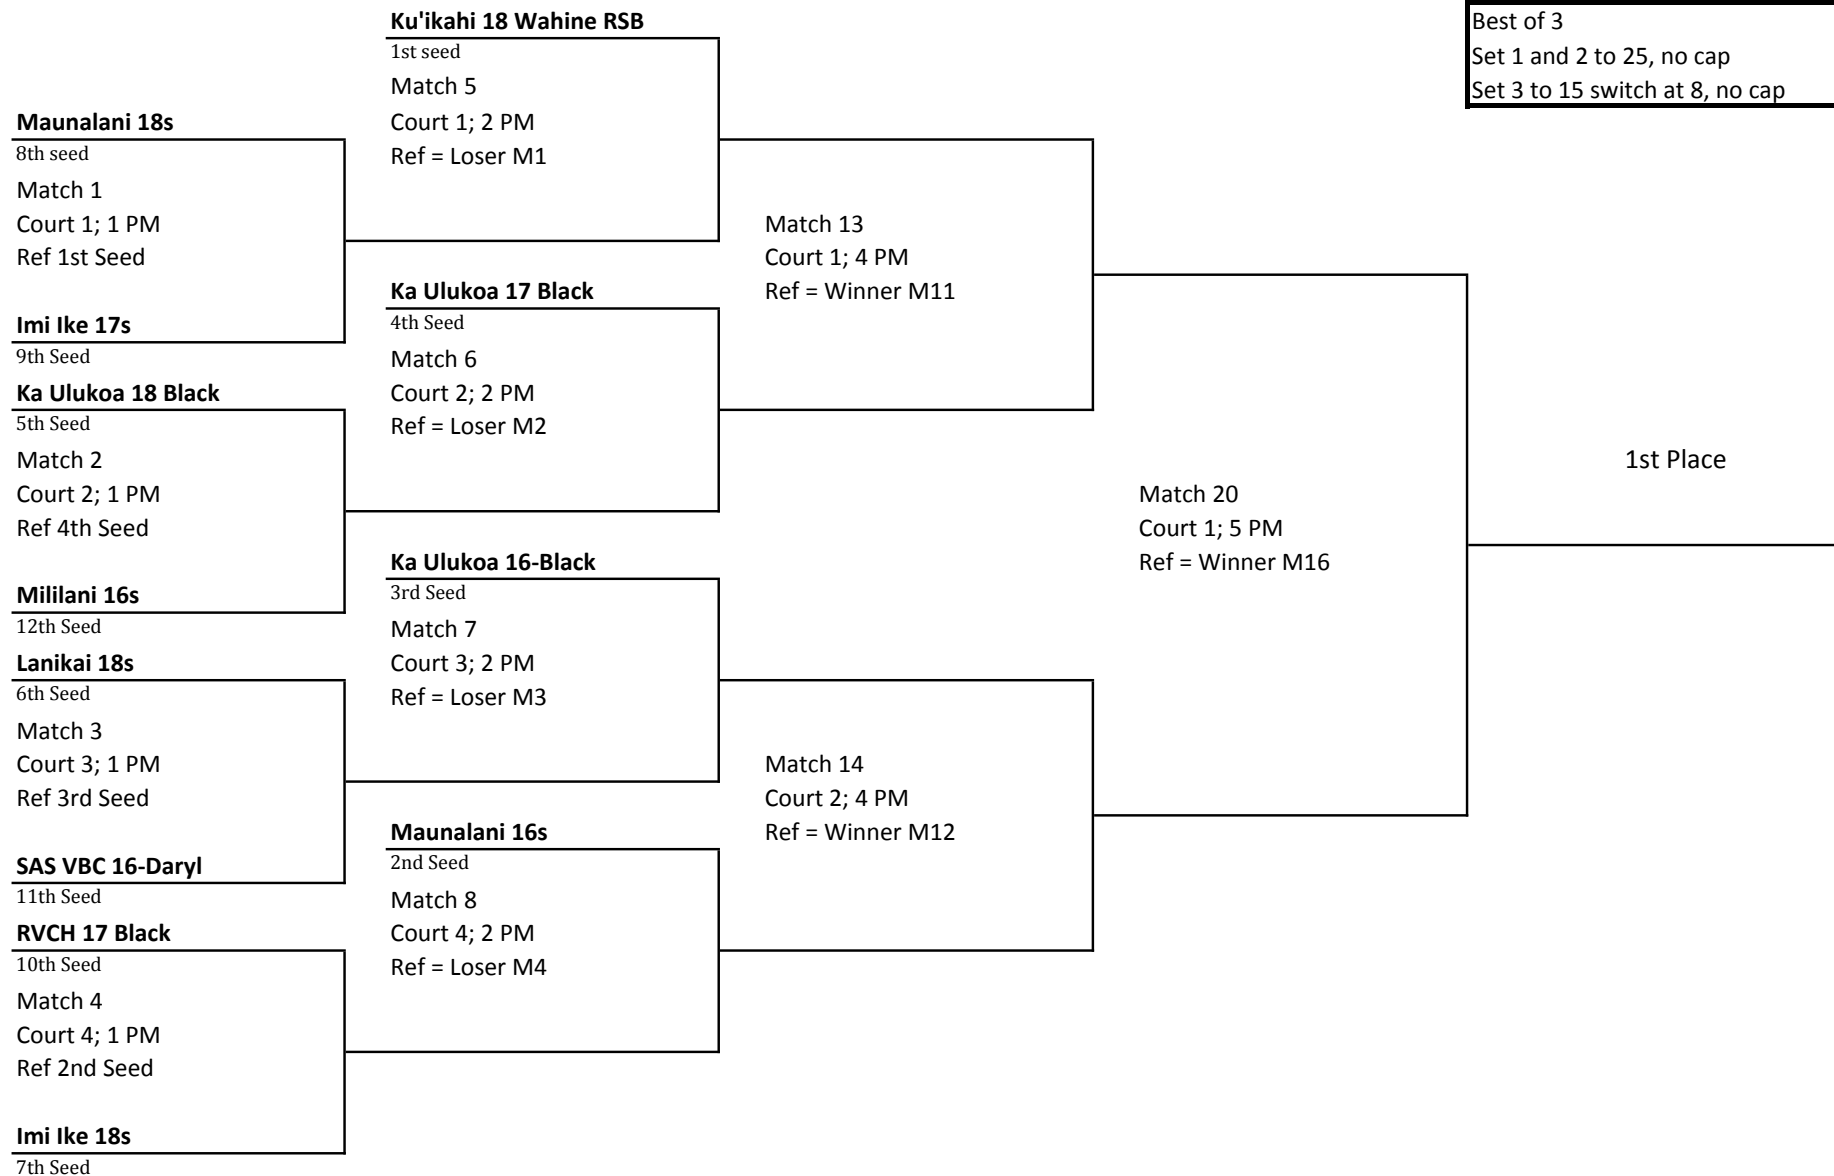 Ku'ikahi 18 Wahine RSB
1st seed
Match 5
Court 1; 2 PM
Ref = Loser M1
Best of 3
Set 1 and 2 to 25, no cap
Set 3 to 15 switch at 8, no cap
Maunalani 18s
8th seed
Match 1
Court 1; 1 PM
Ref 1st Seed
Imi Ike 17s
9th Seed
Ka Ulukoa 18 Black
5th Seed
Match 2
Court 2; 1 PM
Ref 4th Seed
Mililani 16s
12th Seed
Lanikai 18s
6th Seed
Match 3
Court 3; 1 PM
Ref 3rd Seed
SAS VBC 16-Daryl
11th Seed
RVCH 17 Black
10th Seed
Match 4
Court 4; 1 PM
Ref 2nd Seed
Imi Ike 18s
7th Seed
Ka Ulukoa 17 Black
4th Seed
Match 6
Court 2; 2 PM
Ref = Loser M2
Ka Ulukoa 16-Black
3rd Seed
Match 7
Court 3; 2 PM
Ref = Loser M3
Maunalani 16s
2nd Seed
Match 8
Court 4; 2 PM
Ref = Loser M4
Match 13
Court 1; 4 PM
Ref = Winner M11
Match 14
Court 2; 4 PM
Ref = Winner M12
Match 20
Court 1; 5 PM
Ref = Winner M16
1st Place